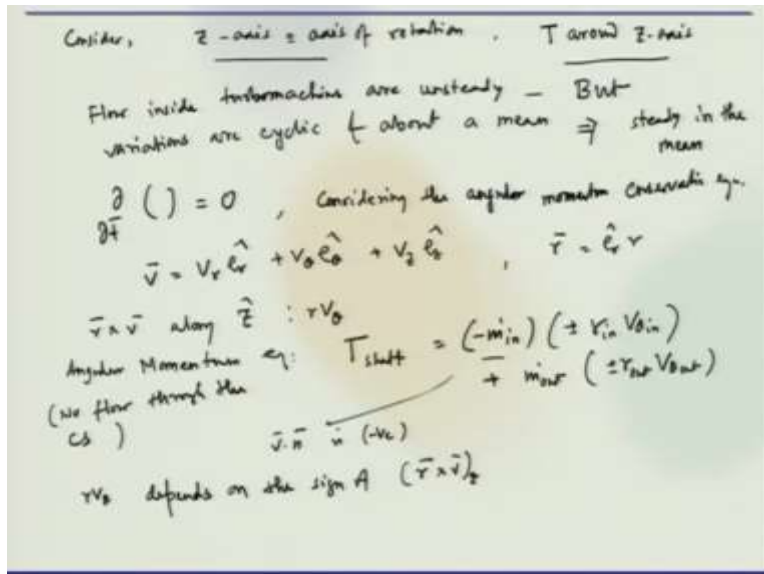 Consider, z-axis = axis of rotation. T around z-axis
Flow inside turbomachine are unsteady - But
variations are cyclic & about a mean ⇒ steady in the mean
∂/∂t ( ) = 0, Considering the angular momentum conservatio eqn.
v̄ = Vr êr + Vθ êθ + Vz êz, r̄ = êr r
r̄ × v̄ along ẑ : rVθ
Angular Momentum eq: T shaft = (-ṁin) (± rin Vθin)
+ ṁout (± rout Vθout)
(No flow through the
CS)
v̄.n̄ is (-ve)
rVθ depends on the sign of (r̄ × v̄)z